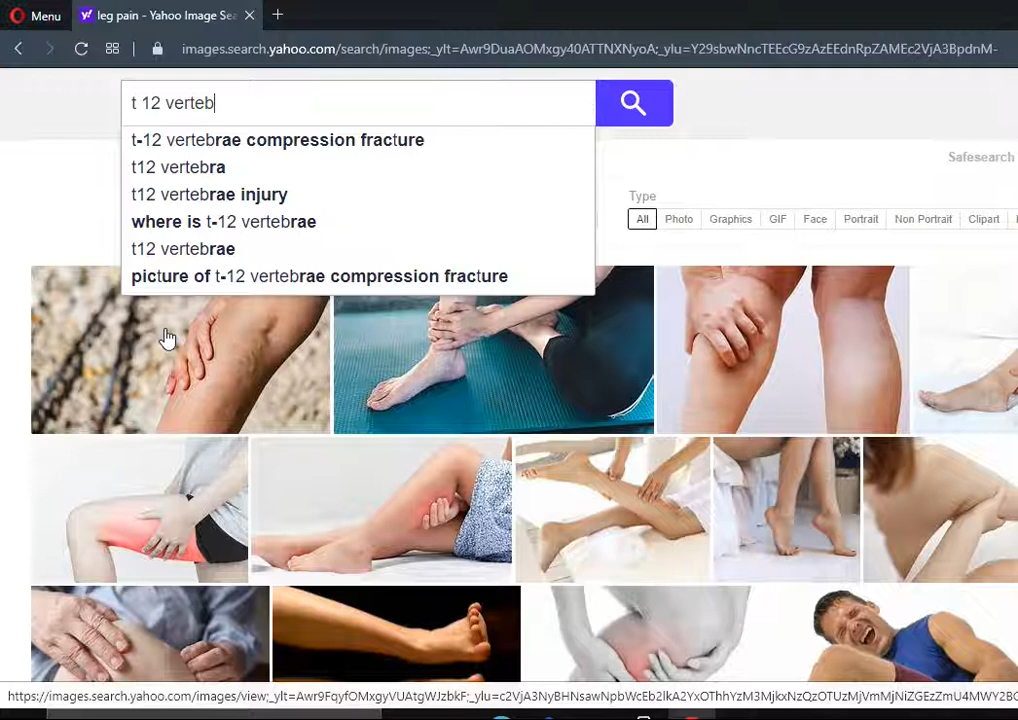 Menu
leg pain - Yahoo Image Sea
images.search.yahoo.com/search/images;_ylt=Awr9DuaAOMxgy40ATTNXNyoA;_ylu=Y29sbwNncTEEcG9zAzEEdnRpZAMEc2VjA3BpdnM-
t 12 verteb
t-12 vertebrae compression fracture
t12 vertebra
t12 vertebrae injury
where is t-12 vertebrae
t12 vertebrae
picture of t-12 vertebrae compression fracture
Safesearch
Type
All Photo Graphics GIF Face Portrait Non Portrait Clipart
https://images.search.yahoo.com/images/view;_ylt=Awr9FqyfOMxgyVUAtgWJzbkF;_ylu=c2VjA3NyBHNsawNpbWcEb2lkA2YxOThhYzM3MjkxNzQzOTUzMjVmMjNiZGEzZmU4MWY2BC